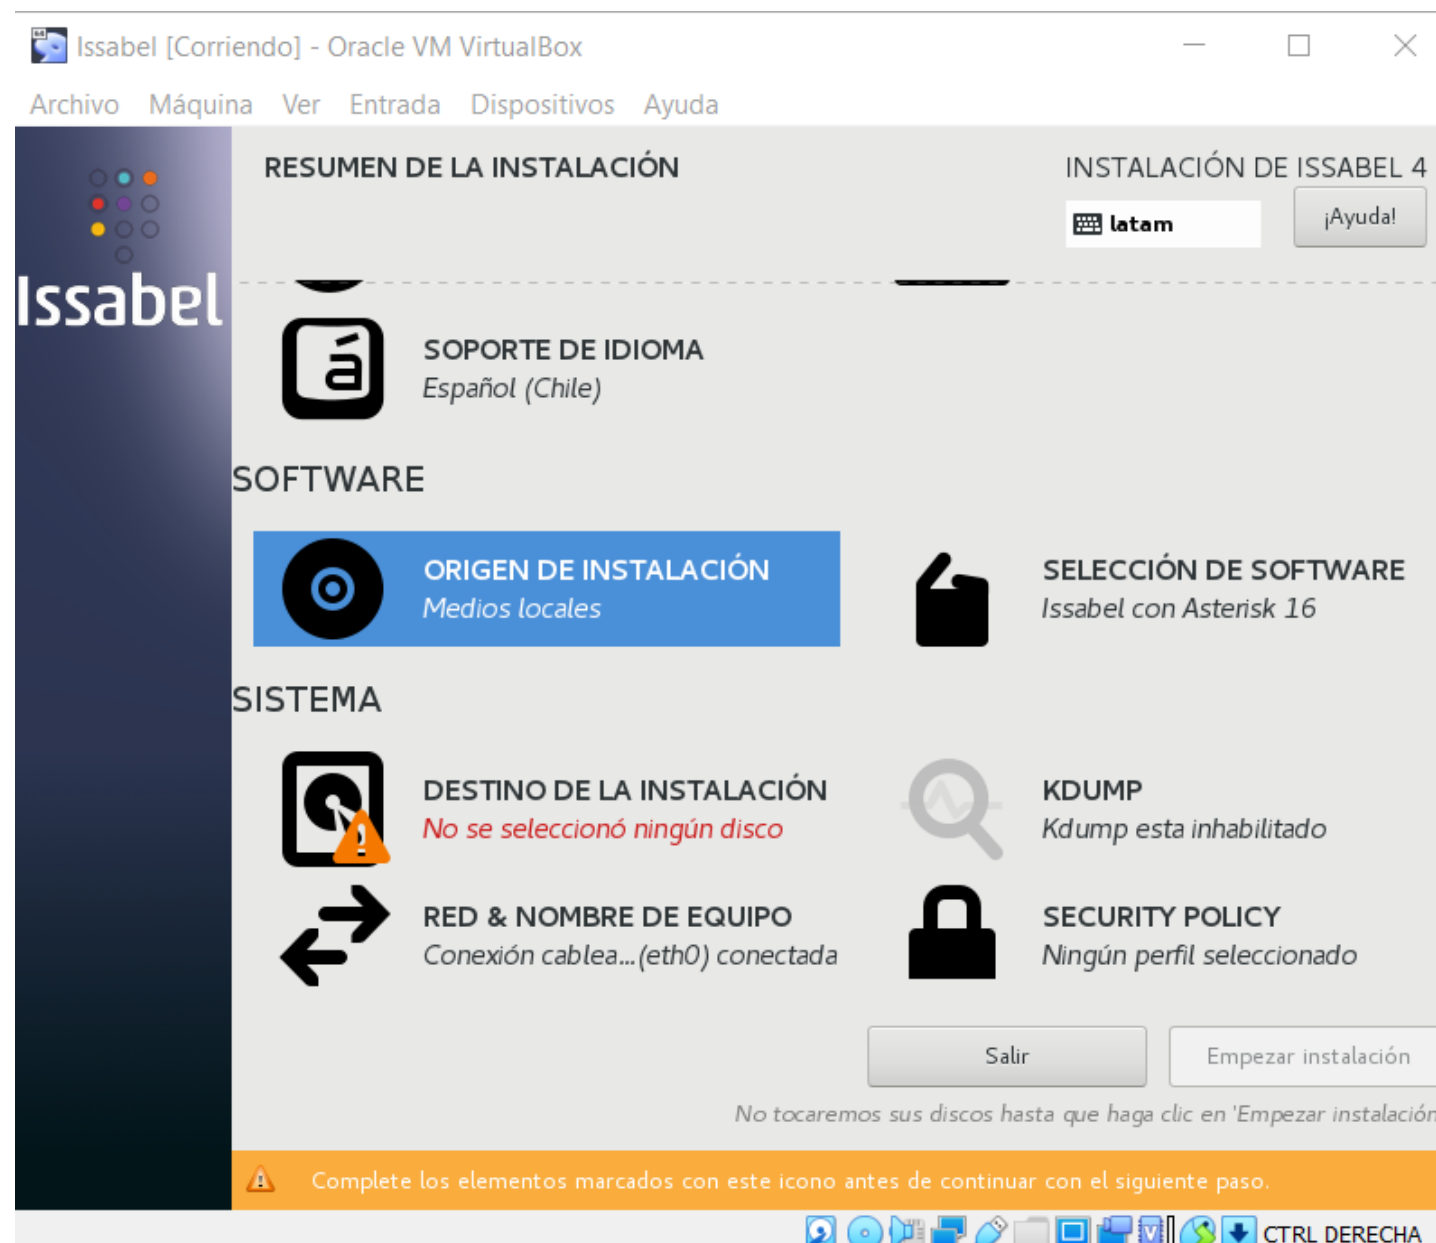 Issabel [Corriendo] - Oracle VM VirtualBox
Archivo Máquina Ver Entrada Dispositivos Ayuda
Issabel
RESUMEN DE LA INSTALACIÓN
INSTALACIÓN DE ISSABEL 4
latam
¡Ayuda!
á
SOPORTE DE IDIOMA
Español (Chile)
SOFTWARE
ORIGEN DE INSTALACIÓN
Medios locales
SELECCIÓN DE SOFTWARE
Issabel con Asterisk 16
SISTEMA
DESTINO DE LA INSTALACIÓN
No se seleccionó ningún disco
KDUMP
Kdump esta inhabilitado
RED & NOMBRE DE EQUIPO
Conexión cablea...(eth0) conectada
SECURITY POLICY
Ningún perfil seleccionado
Salir
Empezar instalación
No tocaremos sus discos hasta que haga clic en 'Empezar instalación
Complete los elementos marcados con este icono antes de continuar con el siguiente paso.
CTRL DERECHA